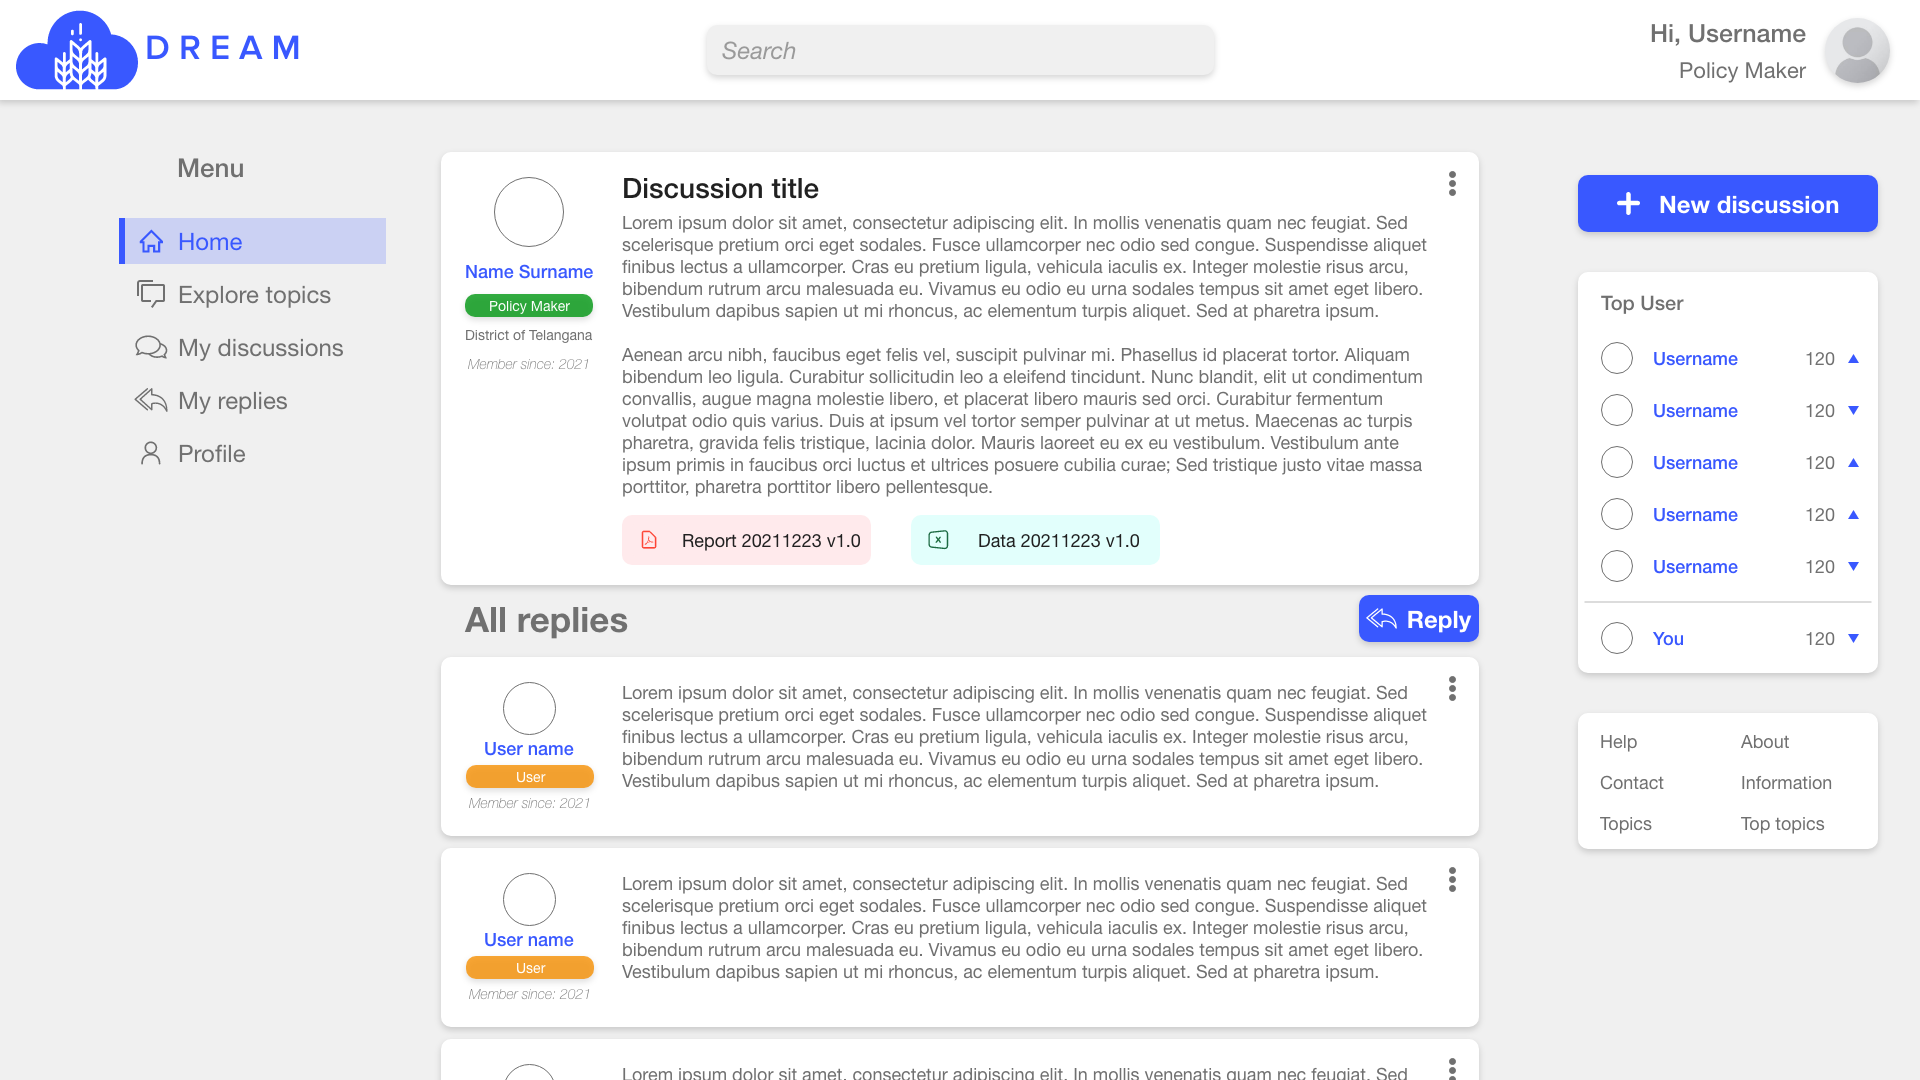 DREAM
Search
Hi, Username
Policy Maker
Menu
Home
Explore topics
My discussions
My replies
Profile
Discussion title
Lorem ipsum dolor sit amet, consectetur adipiscing elit. In mollis venenatis quam nec feugiat. Sed
scelerisque pretium orci eget sodales. Fusce ullamcorper nec odio sed congue. Suspendisse aliquet
finibus lectus a ullamcorper. Cras eu pretium ligula, vehicula iaculis ex. Integer molestie risus arcu,
bibendum rutrum arcu malesuada eu. Vivamus eu odio eu urna sodales tempus sit amet eget libero.
Vestibulum dapibus sapien ut mi rhoncus, ac elementum turpis aliquet. Sed at pharetra ipsum.
Aenean arcu nibh, faucibus eget felis vel, suscipit pulvinar mi. Phasellus id placerat tortor. Aliquam
bibendum leo ligula. Curabitur sollicitudin leo a eleifend tincidunt. Nunc blandit, elit ut condimentum
convallis, augue magna molestie libero, et placerat libero mauris sed orci. Curabitur fermentum
volutpat odio quis varius. Duis at ipsum vel tortor semper pulvinar at ut metus. Maecenas ac turpis
pharetra, gravida felis tristique, lacinia dolor. Mauris laoreet eu ex eu vestibulum. Vestibulum ante
ipsum primis in faucibus orci luctus et ultrices posuere cubilia curae; Sed tristique justo vitae massa
porttitor, pharetra porttitor libero pellentesque.
Name Surname
Policy Maker
District of Telangana
Member since: 2021
Report 20211223 v1.0
Data 20211223 v1.0
All replies
Reply
User name
User
Member since: 2021
Lorem ipsum dolor sit amet, consectetur adipiscing elit. In mollis venenatis quam nec feugiat. Sed
scelerisque pretium orci eget sodales. Fusce ullamcorper nec odio sed congue. Suspendisse aliquet
finibus lectus a ullamcorper. Cras eu pretium ligula, vehicula iaculis ex. Integer molestie risus arcu,
bibendum rutrum arcu malesuada eu. Vivamus eu odio eu urna sodales tempus sit amet eget libero.
Vestibulum dapibus sapien ut mi rhoncus, ac elementum turpis aliquet. Sed at pharetra ipsum.
User name
User
Member since: 2021
Lorem ipsum dolor sit amet, consectetur adipiscing elit. In mollis venenatis quam nec feugiat. Sed
scelerisque pretium orci eget sodales. Fusce ullamcorper nec odio sed congue. Suspendisse aliquet
finibus lectus a ullamcorper. Cras eu pretium ligula, vehicula iaculis ex. Integer molestie risus arcu,
bibendum rutrum arcu malesuada eu. Vivamus eu odio eu urna sodales tempus sit amet eget libero.
Vestibulum dapibus sapien ut mi rhoncus, ac elementum turpis aliquet. Sed at pharetra ipsum.
Lorem ipsum dolor sit amet, consectetur adipiscing elit. In mollis venenatis quam nec feugiat. Sed
New discussion
Top User
Username 120
Username 120
Username 120
Username 120
Username 120
You 120
Help About
Contact Information
Topics Top topics